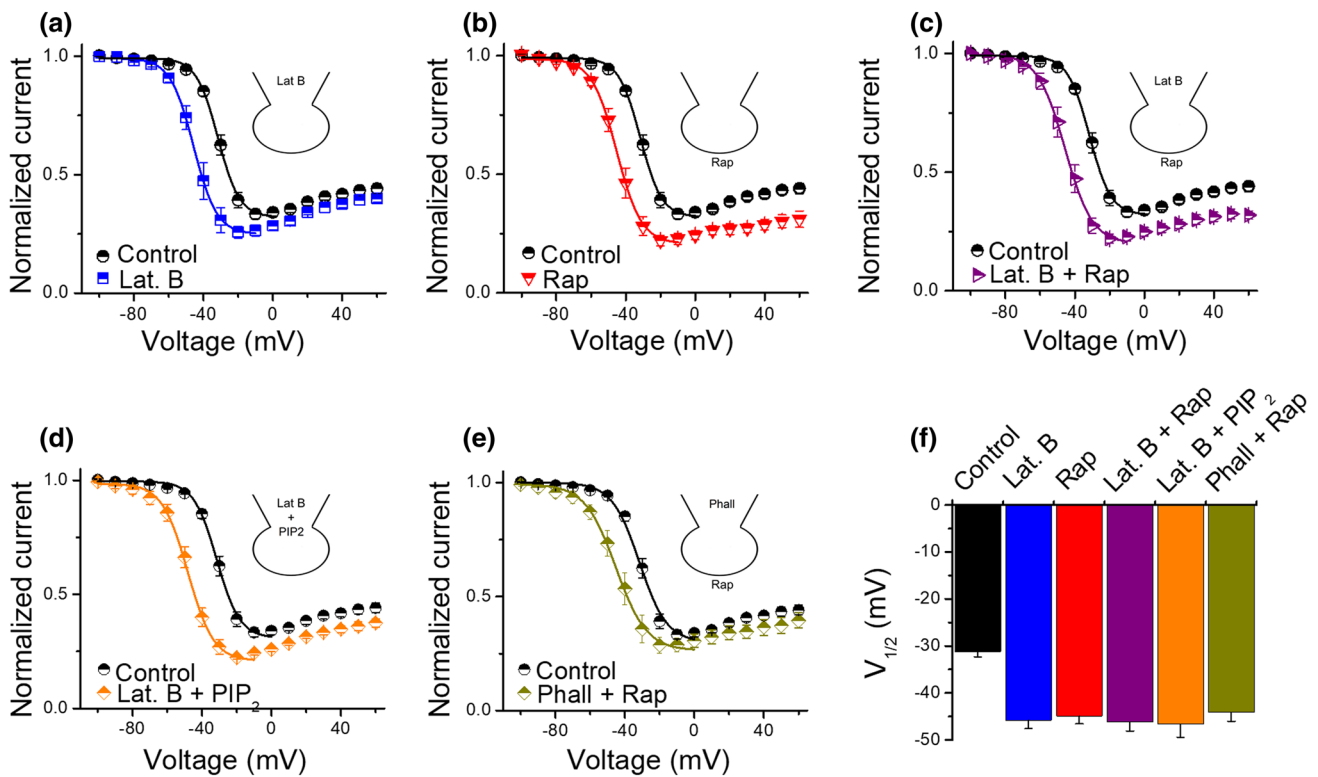 (a)
Normalized current
1.0
0.5
0.0
Lat B
Control
Lat. B
-80 -40 0 40
Voltage (mV)
(b)
Normalized current
1.0
0.5
0.0
Rap
Control
Rap
-80 -40 0 40
Voltage (mV)
(c)
Normalized current
1.0
0.5
0.0
Lat B
Rap
Control
Lat. B + Rap
-80 -40 0 40
Voltage (mV)
(d)
Normalized current
1.0
0.5
0.0
Lat B
+
PIP2
Control
Lat. B + PIP2
-80 -40 0 40
Voltage (mV)
(e)
Normalized current
1.0
0.5
0.0
Phall
Rap
Control
Phall + Rap
-80 -40 0 40
Voltage (mV)
(f)
Control
Lat. B
Rap
Lat. B + Rap
Lat. B + PIP 2
Phall + Rap
V1/2 (mV)
0
-10
-20
-30
-40
-50